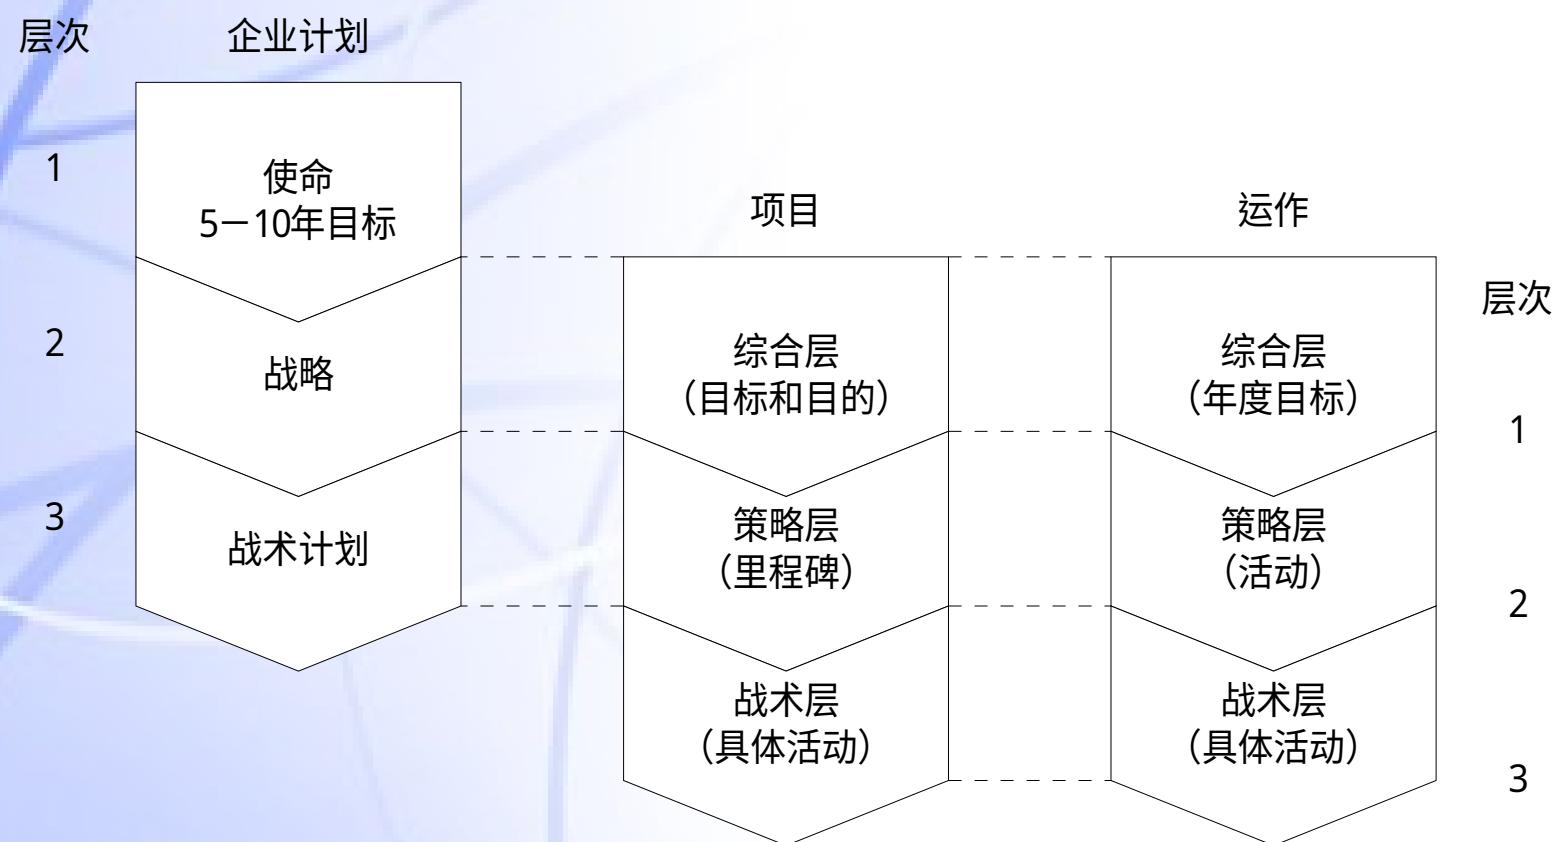 层次
企业计划
1
使命
5－10年目标
2
战略
3
战术计划
项目
综合层
（目标和目的）
策略层
（里程碑）
战术层
（具体活动）
运作
综合层
（年度目标）
策略层
（活动）
战术层
（具体活动）
层次
1
2
3